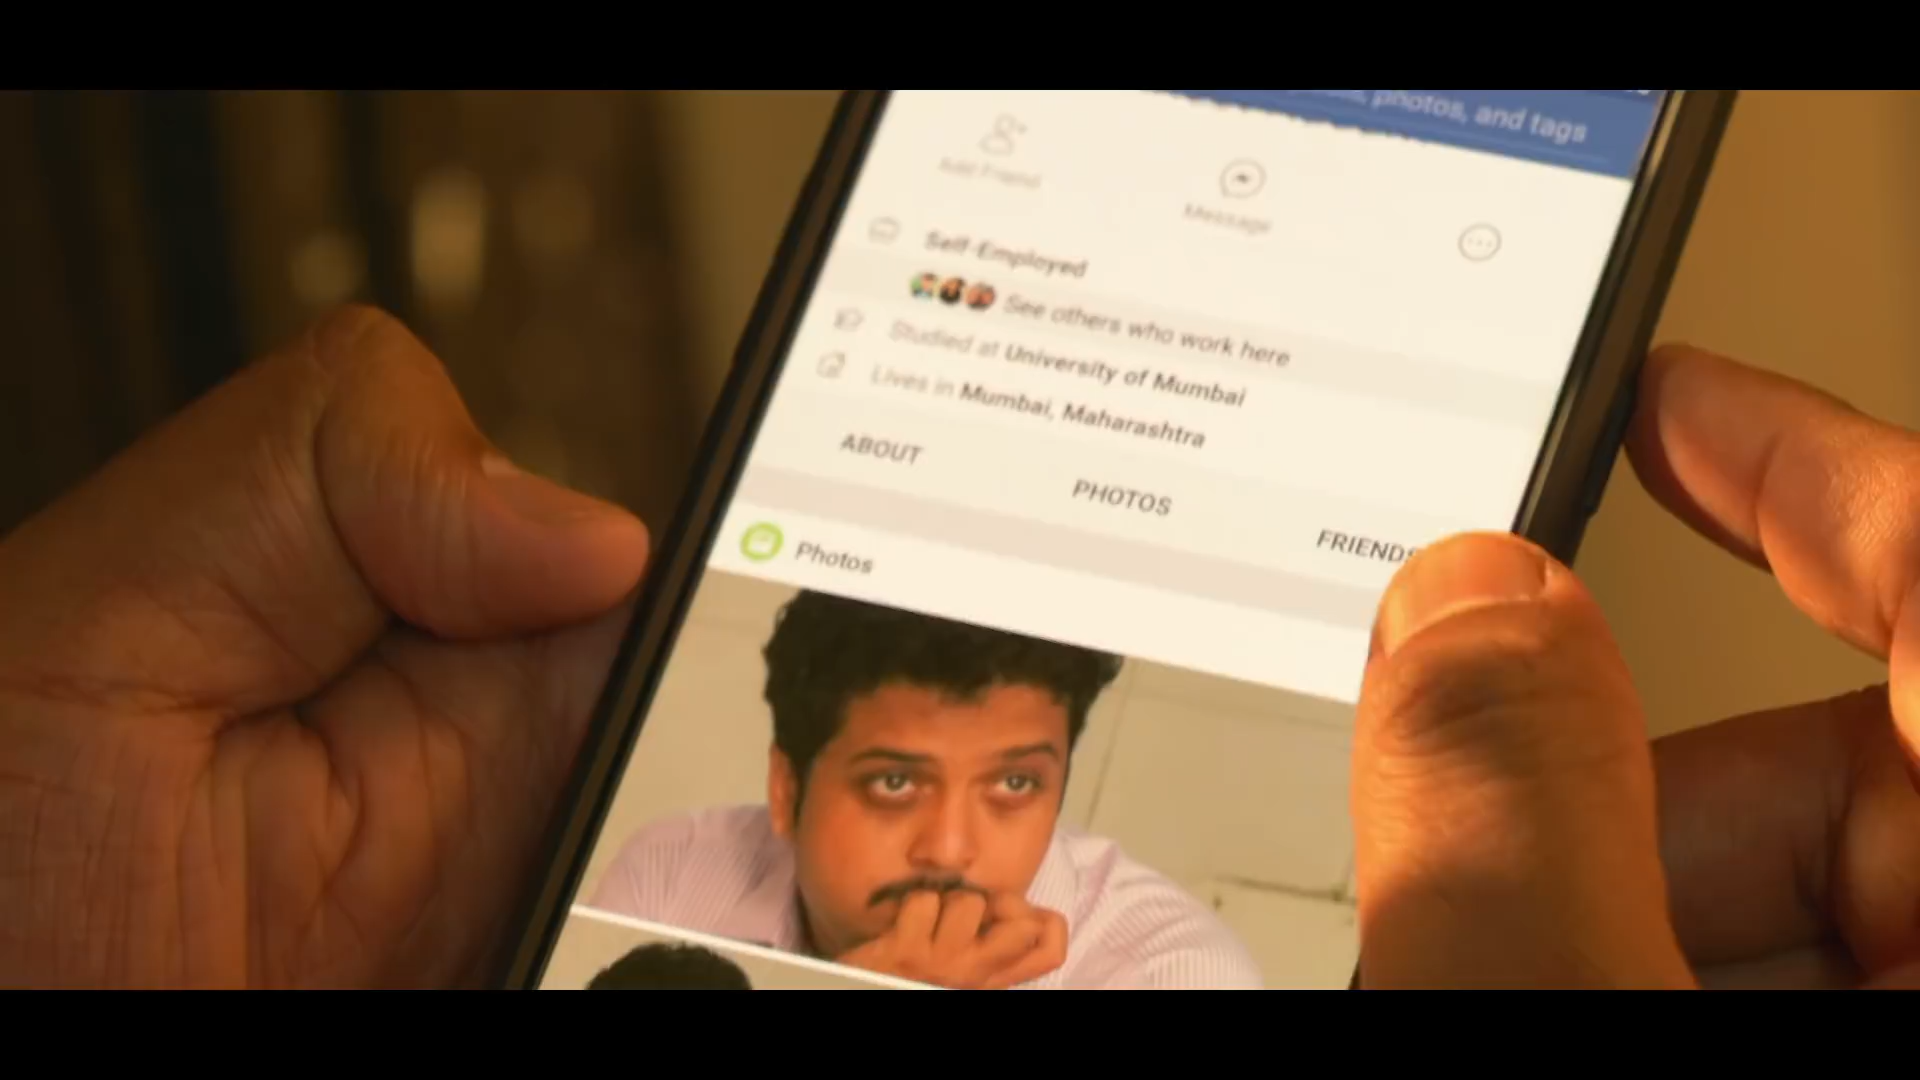 photos, and tags
Add Friend
Message
Self-Employed
See others who work here
Studied at University of Mumbai
Lives in Mumbai, Maharashtra
ABOUT
PHOTOS
FRIENDS
Photos